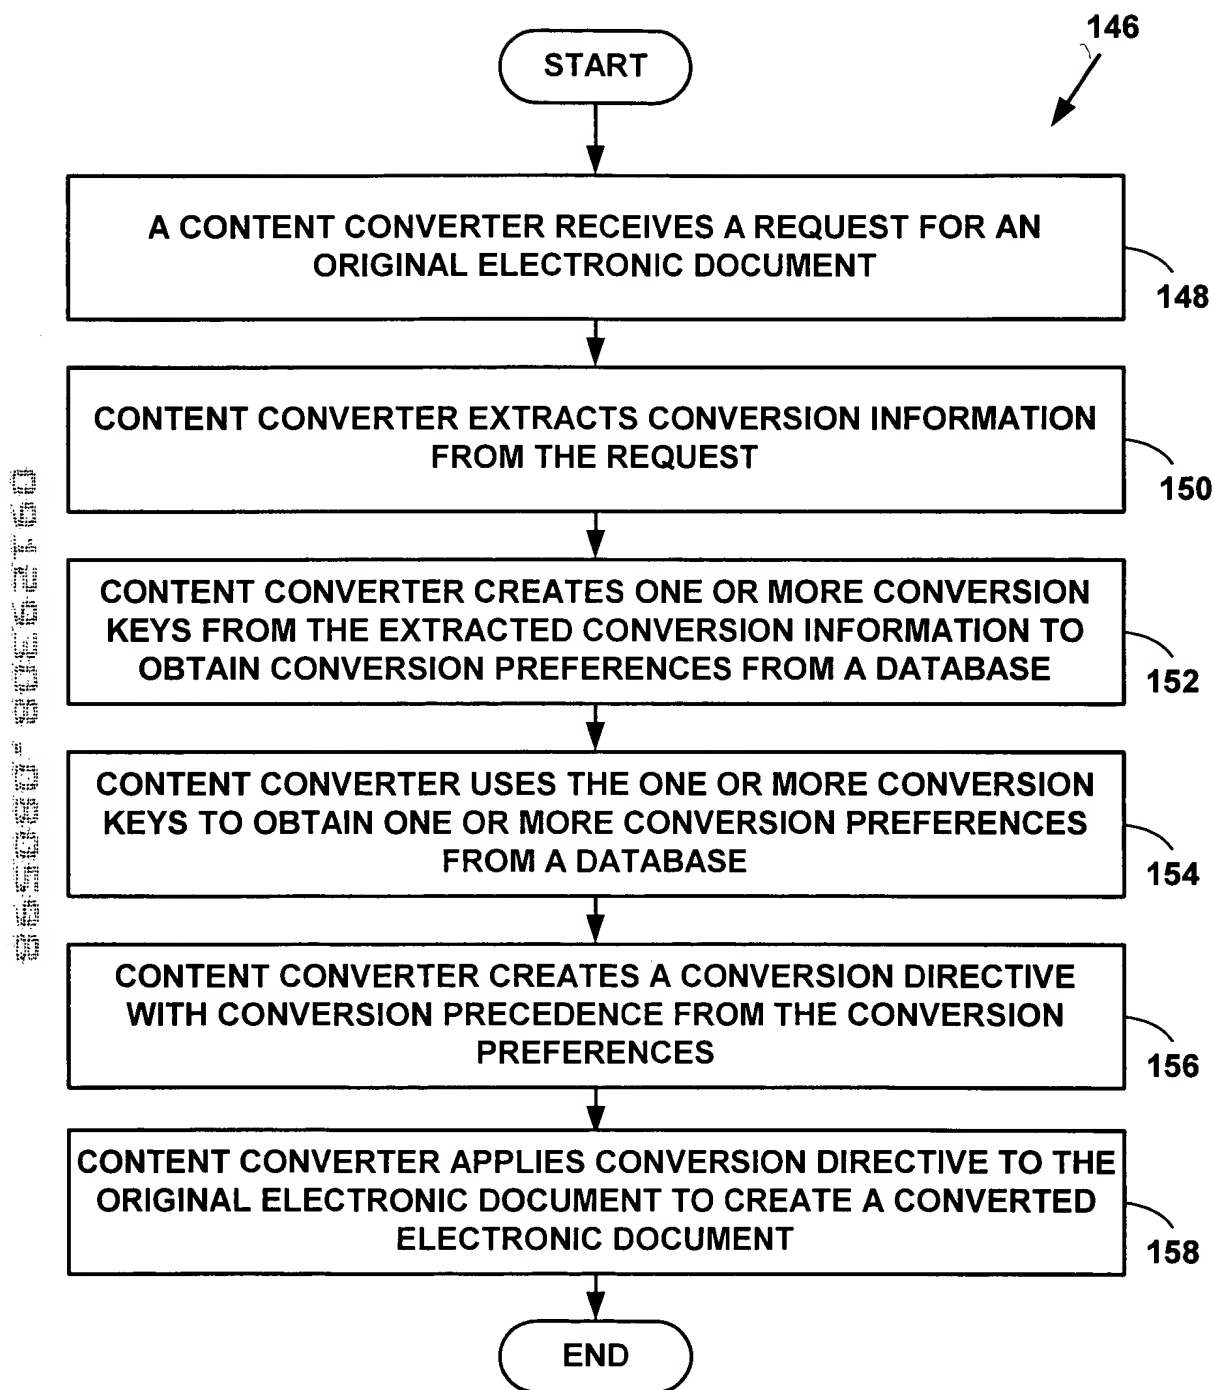 146
START
A CONTENT CONVERTER RECEIVES A REQUEST FOR AN
ORIGINAL ELECTRONIC DOCUMENT
148
CONTENT CONVERTER EXTRACTS CONVERSION INFORMATION
FROM THE REQUEST
150
CONTENT CONVERTER CREATES ONE OR MORE CONVERSION
KEYS FROM THE EXTRACTED CONVERSION INFORMATION TO
OBTAIN CONVERSION PREFERENCES FROM A DATABASE
152
CONTENT CONVERTER USES THE ONE OR MORE CONVERSION
KEYS TO OBTAIN ONE OR MORE CONVERSION PREFERENCES
FROM A DATABASE
154
CONTENT CONVERTER CREATES A CONVERSION DIRECTIVE
WITH CONVERSION PRECEDENCE FROM THE CONVERSION
PREFERENCES
156
CONTENT CONVERTER APPLIES CONVERSION DIRECTIVE TO THE
ORIGINAL ELECTRONIC DOCUMENT TO CREATE A CONVERTED
ELECTRONIC DOCUMENT
158
END